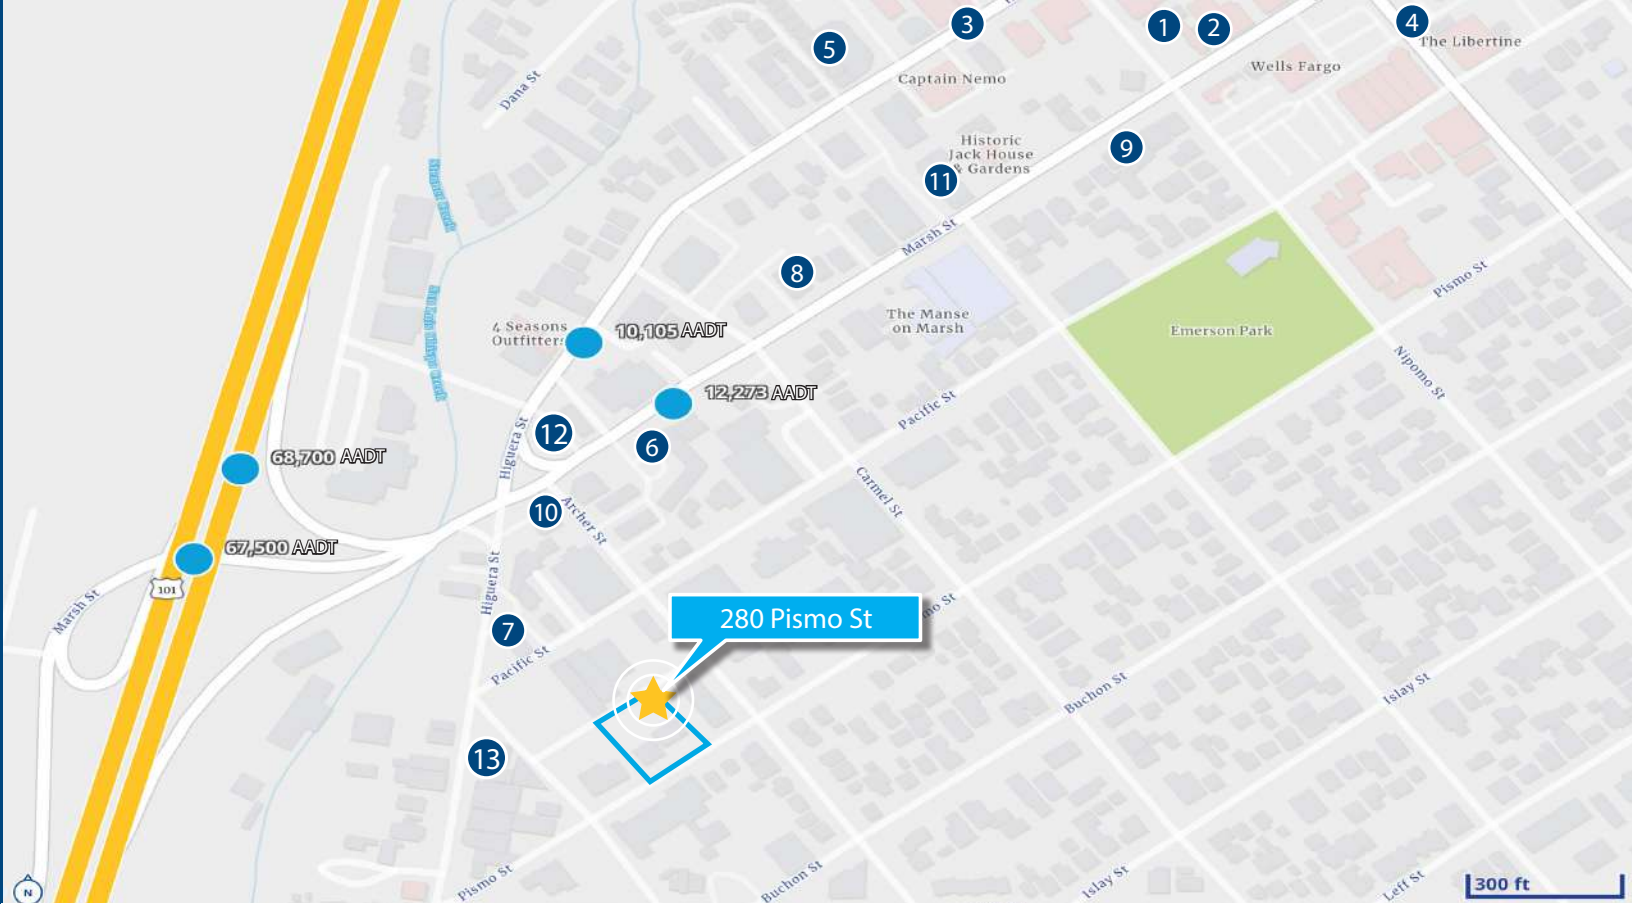 3
1
2
4
The Libertine
5
Wells Fargo
Captain Nemo
Dana St
Historic
Jack House
& Gardens
9
11
Marsh St
8
Pismo St
The Manse
on Marsh
Emerson Park
4 Seasons
Outfitters
10,105 AADT
12,273 AADT
Nipomo St
Pacific St
12
6
Higuera St
68,700 AADT
Carmel St
10
Archer St
67,500 AADT
101
Marsh St
Higuera St
280 Pismo St
7
Pacific St
Buchon St
Islay St
13
Pismo St
Buchon St
Islay St
Leff St
300 ft
N